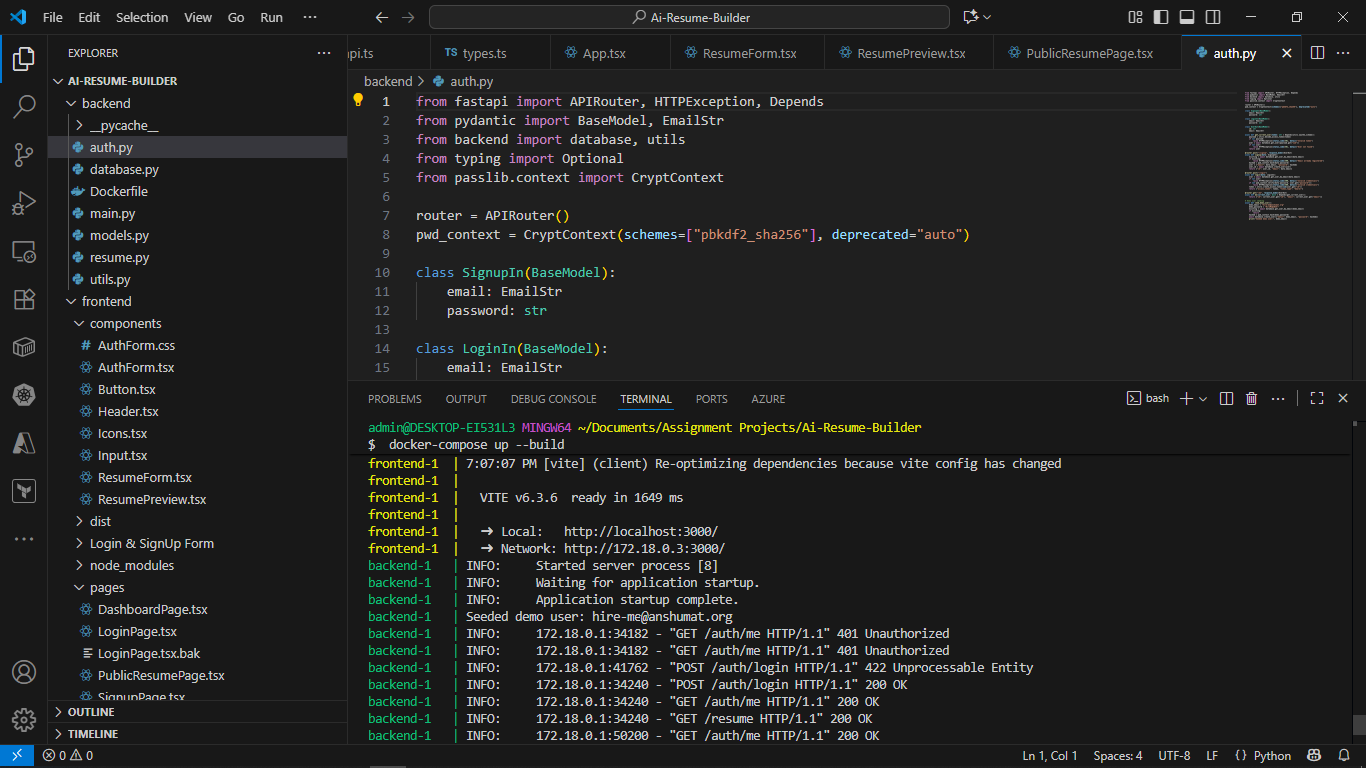 File Edit Selection View Go Run ···
Ai-Resume-Builder
EXPLORER ···
AI-RESUME-BUILDER
backend
__pycache__
auth.py
database.py
Dockerfile
main.py
models.py
resume.py
utils.py
frontend
components
# AuthForm.css
AuthForm.tsx
Button.tsx
Header.tsx
Icons.tsx
Input.tsx
ResumeForm.tsx
ResumePreview.tsx
dist
Login & SignUp Form
node_modules
pages
DashboardPage.tsx
LoginPage.tsx
LoginPage.tsx.bak
PublicResumePage.tsx
SignupPage.tsx
OUTLINE
TIMELINE
api.ts TS types.ts App.tsx ResumeForm.tsx ResumePreview.tsx PublicResumePage.tsx auth.py
backend > auth.py
1 from fastapi import APIRouter, HTTPException, Depends
2 from pydantic import BaseModel, EmailStr
3 from backend import database, utils
4 from typing import Optional
5 from passlib.context import CryptContext
6
7 router = APIRouter()
8 pwd_context = CryptContext(schemes=["pbkdf2_sha256"], deprecated="auto")
9
10 class SignupIn(BaseModel):
11 email: EmailStr
12 password: str
13
14 class LoginIn(BaseModel):
15 email: EmailStr
PROBLEMS OUTPUT DEBUG CONSOLE TERMINAL PORTS AZURE bash
admin@DESKTOP-EI531L3 MINGW64 ~/Documents/Assignment Projects/Ai-Resume-Builder
$ docker-compose up --build
frontend-1 | 7:07:07 PM [vite] (client) Re-optimizing dependencies because vite config has changed
frontend-1 |
frontend-1 | VITE v6.3.6 ready in 1649 ms
frontend-1 |
frontend-1 | ➜ Local: http://localhost:3000/
frontend-1 | ➜ Network: http://172.18.0.3:3000/
backend-1 | INFO: Started server process [8]
backend-1 | INFO: Waiting for application startup.
backend-1 | INFO: Application startup complete.
backend-1 | Seeded demo user: hire-me@anshumat.org
backend-1 | INFO: 172.18.0.1:34182 - "GET /auth/me HTTP/1.1" 401 Unauthorized
backend-1 | INFO: 172.18.0.1:34182 - "GET /auth/me HTTP/1.1" 401 Unauthorized
backend-1 | INFO: 172.18.0.1:41762 - "POST /auth/login HTTP/1.1" 422 Unprocessable Entity
backend-1 | INFO: 172.18.0.1:34240 - "POST /auth/login HTTP/1.1" 200 OK
backend-1 | INFO: 172.18.0.1:34240 - "GET /auth/me HTTP/1.1" 200 OK
backend-1 | INFO: 172.18.0.1:34240 - "GET /resume HTTP/1.1" 200 OK
backend-1 | INFO: 172.18.0.1:50200 - "GET /auth/me HTTP/1.1" 200 OK
0 0 Ln 1, Col 1 Spaces: 4 UTF-8 LF {} Python